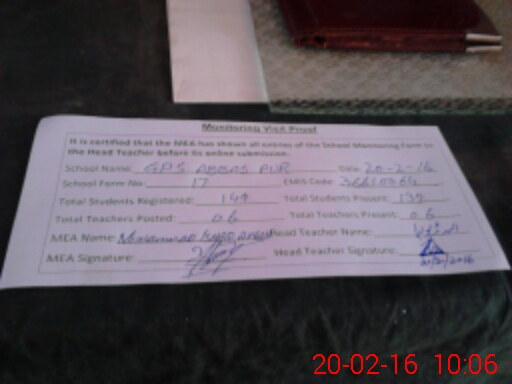 Monitoring Visit Proof
It is certified that the MEA has shown all entries of the School Monitoring Form to
the Head Teacher before its online submission.
School Name: GPS ABBAS PUR Date: 20-2-16
School Form No: 17 EMIS Code:
Total Students Registered: 149 Total Students Present: 139
Total Teachers Posted: 06 Total Teachers Present: 06
MEA Name: Muhammad Head Teacher Name:
MEA Signature: Head Teacher Signature:
20-02-16 10:06